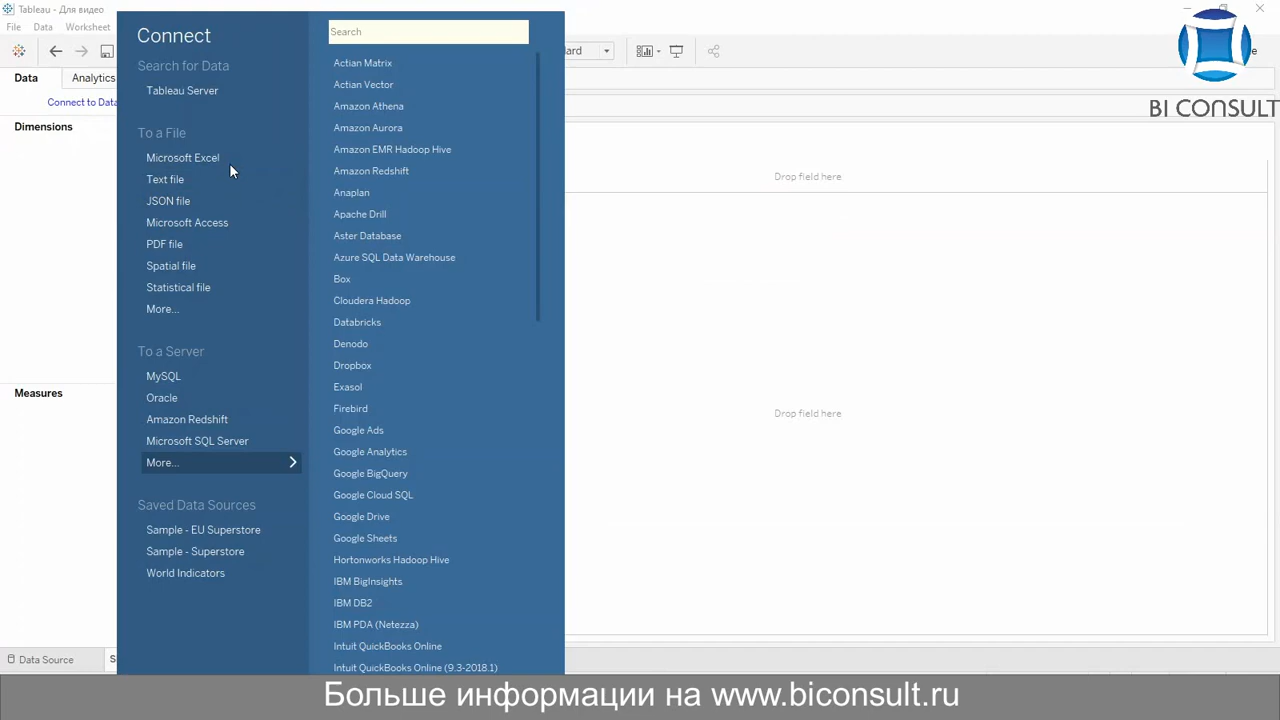 Tableau - Для видео
File Data Worksheet
Data Analytics
Connect to Data
Dimensions
Measures
Data Source
Connect
Search for Data
Tableau Server
To a File
Microsoft Excel
Text file
JSON file
Microsoft Access
PDF file
Spatial file
Statistical file
More...
To a Server
MySQL
Oracle
Amazon Redshift
Microsoft SQL Server
More...
Saved Data Sources
Sample - EU Superstore
Sample - Superstore
World Indicators
Search
Actian Matrix
Actian Vector
Amazon Athena
Amazon Aurora
Amazon EMR Hadoop Hive
Amazon Redshift
Anaplan
Apache Drill
Aster Database
Azure SQL Data Warehouse
Box
Cloudera Hadoop
Databricks
Denodo
Dropbox
Exasol
Firebird
Google Ads
Google Analytics
Google BigQuery
Google Cloud SQL
Google Drive
Google Sheets
Hortonworks Hadoop Hive
IBM BigInsights
IBM DB2
IBM PDA (Netezza)
Intuit QuickBooks Online
Intuit QuickBooks Online (9.3-2018.1)
Drop field here
Drop field here
BI CONSULT
Больше информации на www.biconsult.ru